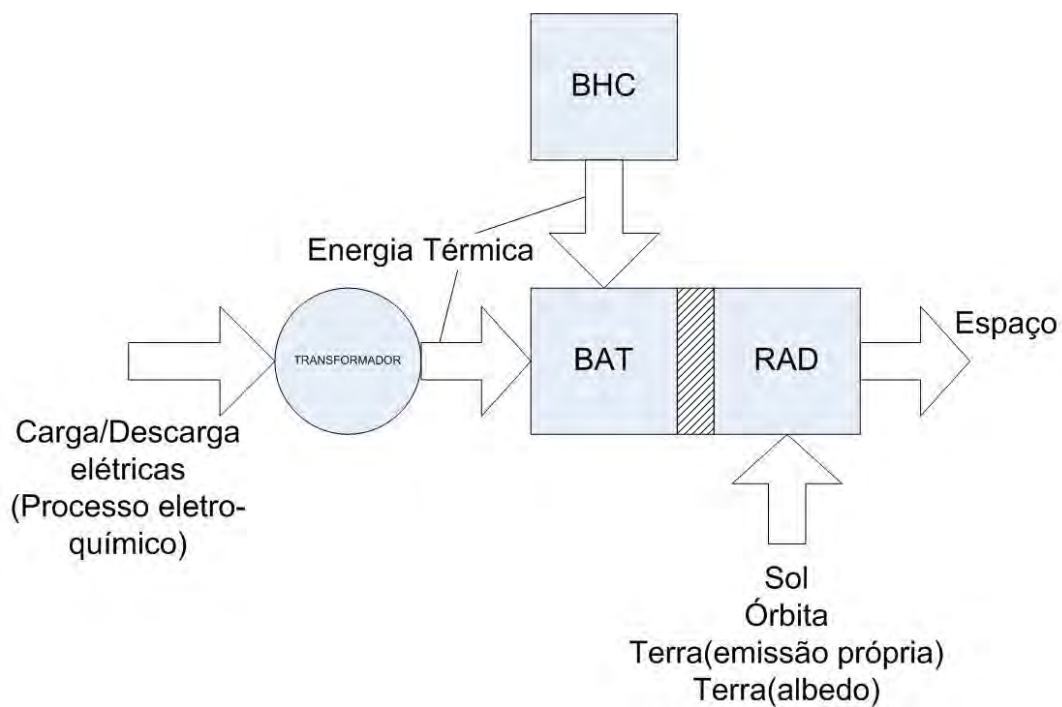 BHC
Energia Térmica
TRANSFORMADOR
BAT
RAD
Espaço
Carga/Descarga
elétricas
(Processo eletro-
químico)
Sol
Órbita
Terra(emissão própria)
Terra(albedo)